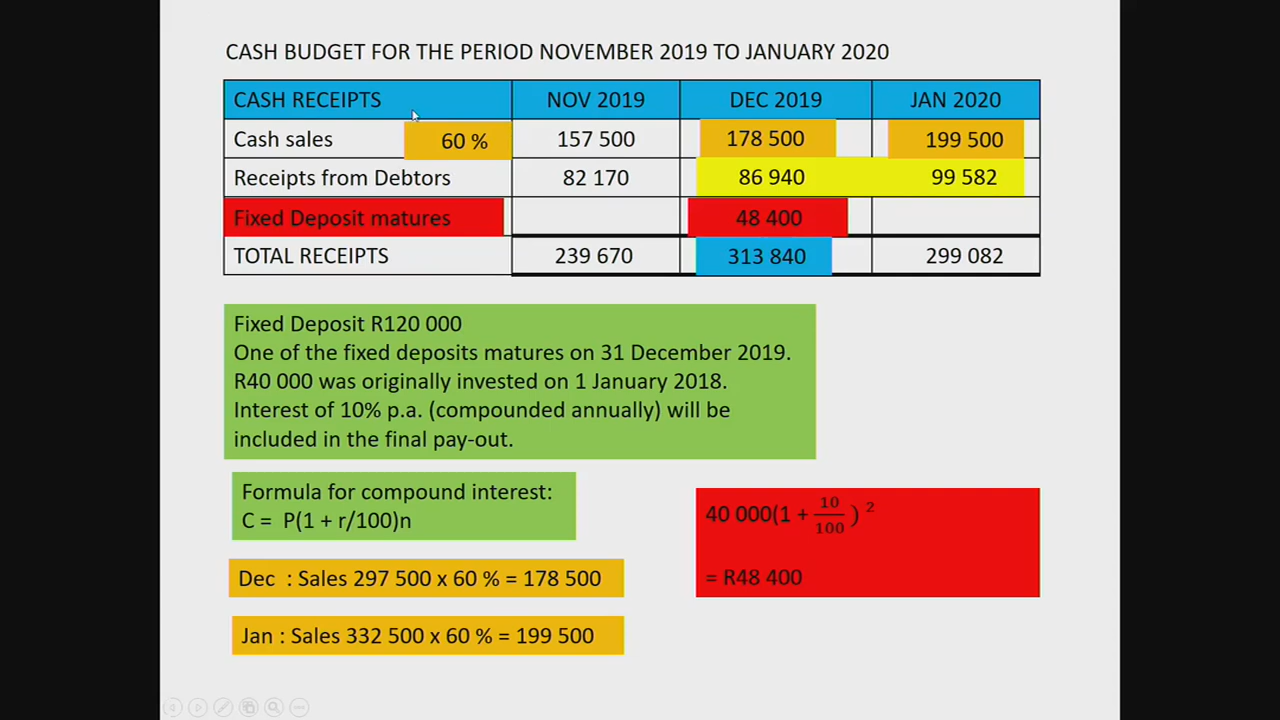 CASH BUDGET FOR THE PERIOD NOVEMBER 2019 TO JANUARY 2020
CASH RECEIPTS NOV 2019 DEC 2019 JAN 2020
Cash sales 60 % 157 500 178 500 199 500
Receipts from Debtors 82 170 86 940 99 582
Fixed Deposit matures 48 400
TOTAL RECEIPTS 239 670 313 840 299 082
Fixed Deposit R120 000
One of the fixed deposits matures on 31 December 2019.
R40 000 was originally invested on 1 January 2018.
Interest of 10% p.a. (compounded annually) will be
included in the final pay-out.
Formula for compound interest:
C = P(1 + r/100)n
40 000(1 + 10/100 ) ²
= R48 400
Dec : Sales 297 500 x 60 % = 178 500
Jan : Sales 332 500 x 60 % = 199 500